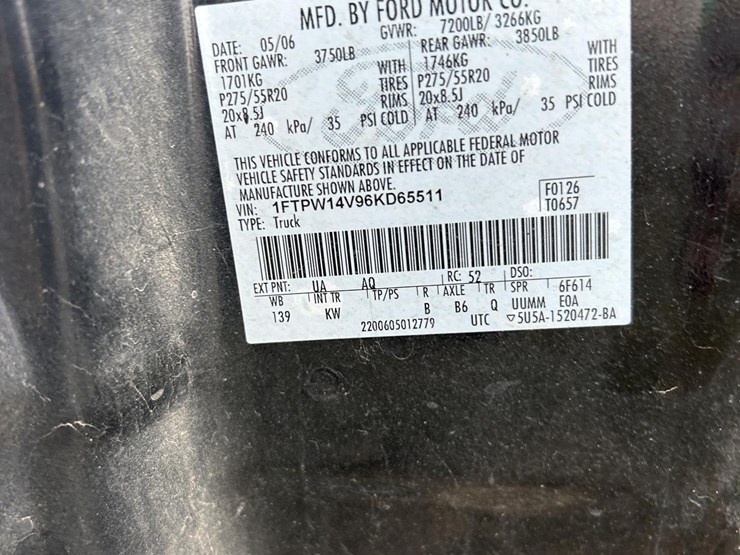 MFD. BY FORD MOTOR CO.
DATE: 05/06 GVWR: 7200LB/ 3266KG
FRONT GAWR: 3750LB REAR GAWR: 3850LB
1701KG WITH 1746KG WITH
P275/55R20 TIRES P275/55R20 TIRES
20x8.5J RIMS 20x8.5J RIMS
AT 240 kPa/ 35 PSI COLD AT 240 kPa/ 35 PSI COLD
THIS VEHICLE CONFORMS TO ALL APPLICABLE FEDERAL MOTOR
VEHICLE SAFETY STANDARDS IN EFFECT ON THE DATE OF
MANUFACTURE SHOWN ABOVE.
VIN: 1FTPW14V96KD65511 F0126
TYPE: Truck T0657
EXT PNT: UA AQ RC: 52 DSO:
WB INT TR TP/PS R AXLE TR SPR 6F614
139 KW B B6 Q UUMM EOA
2200605012779 UTC ▽5U5A-1520472-BA